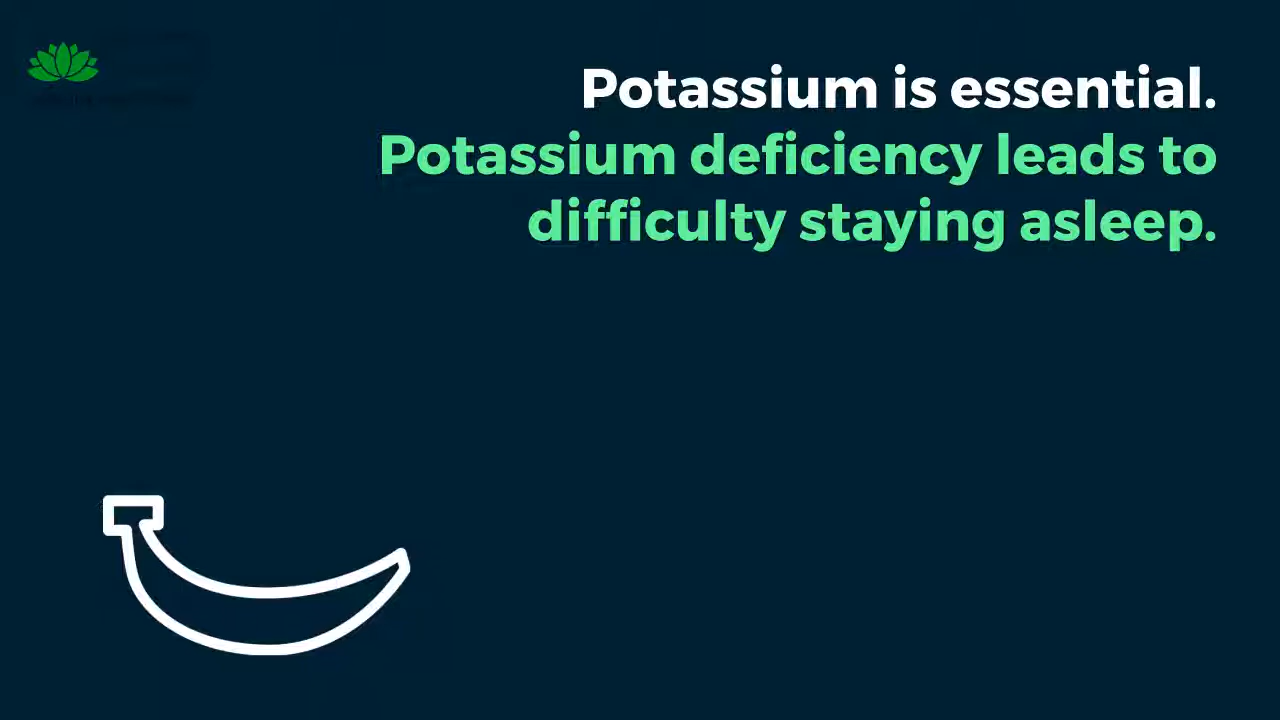 Potassium is essential.
Potassium deficiency leads to
difficulty staying asleep.